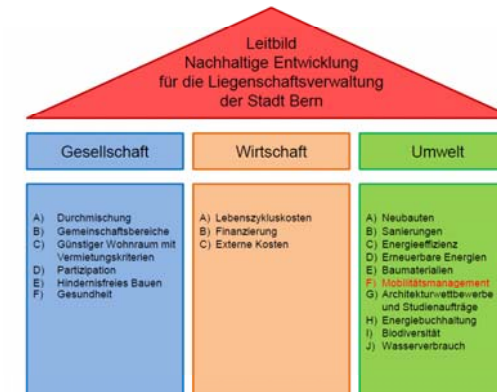 Leitbild
Nachhaltige Entwicklung
für die Liegenschaftsverwaltung
der Stadt Bern
Gesellschaft
A) Durchmischung
B) Gemeinschaftsbereiche
C) Günstiger Wohnraum mit
Vermietungskriterien
D) Partizipation
E) Hindernisfreies Bauen
F) Gesundheit
Wirtschaft
A) Lebenszykluskosten
B) Finanzierung
C) Externe Kosten
Umwelt
A) Neubauten
B) Sanierungen
C) Energieeffizienz
D) Erneuerbare Energien
E) Baumaterialien
F) Mobilitätsmanagement
G) Architekturwettbewerbe
und Studienaufträge
H) Energiebuchhaltung
I) Biodiversität
J) Wasserverbrauch